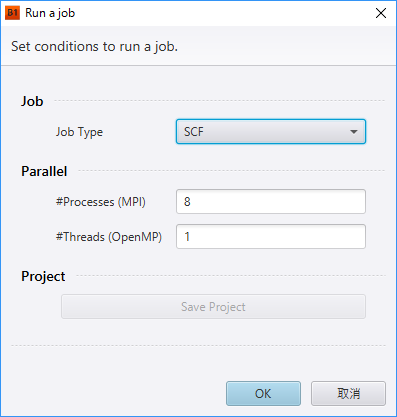 B1 Run a job
Set conditions to run a job.
Job
Job Type SCF
Parallel
#Processes (MPI) 8
#Threads (OpenMP) 1
Project
Save Project
OK 取消